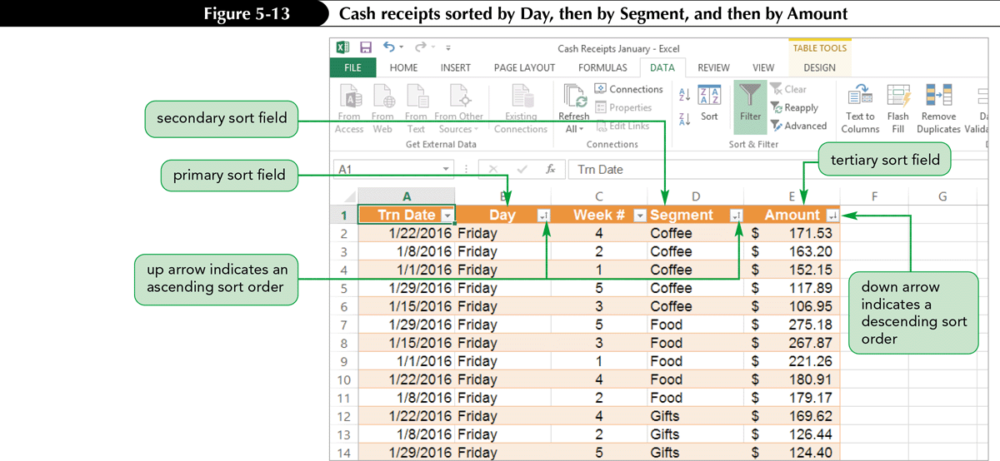 Figure 5-13 Cash receipts sorted by Day, then by Segment, and then by Amount
Cash Receipts January - Excel
TABLE TOOLS
FILE HOME INSERT PAGE LAYOUT FORMULAS DATA REVIEW VIEW DESIGN
From Access
From Web
From Text
From Other Sources
Existing Connections
Get External Data
Refresh All
Connections
Properties
Edit Links
Connections
A Z
Z A
Z A A Z
Sort
Filter
Clear
Reapply
Advanced
Sort & Filter
Text to Columns
Flash Fill
Remove Duplicates
secondary sort field
primary sort field
tertiary sort field
A1 fx Trn Date
A B C D E F G
1 Trn Date Day Week # Segment Amount
2 1/22/2016 Friday 4 Coffee $ 171.53
3 1/8/2016 Friday 2 Coffee $ 163.20
4 1/1/2016 Friday 1 Coffee $ 152.15
5 1/29/2016 Friday 5 Coffee $ 117.89
6 1/15/2016 Friday 3 Coffee $ 106.95
7 1/29/2016 Friday 5 Food $ 275.18
8 1/15/2016 Friday 3 Food $ 267.87
9 1/1/2016 Friday 1 Food $ 221.26
10 1/22/2016 Friday 4 Food $ 180.91
11 1/8/2016 Friday 2 Food $ 179.17
12 1/22/2016 Friday 4 Gifts $ 169.62
13 1/8/2016 Friday 2 Gifts $ 126.44
14 1/29/2016 Friday 5 Gifts $ 124.40
up arrow indicates an
ascending sort order
down arrow
indicates a
descending sort
order